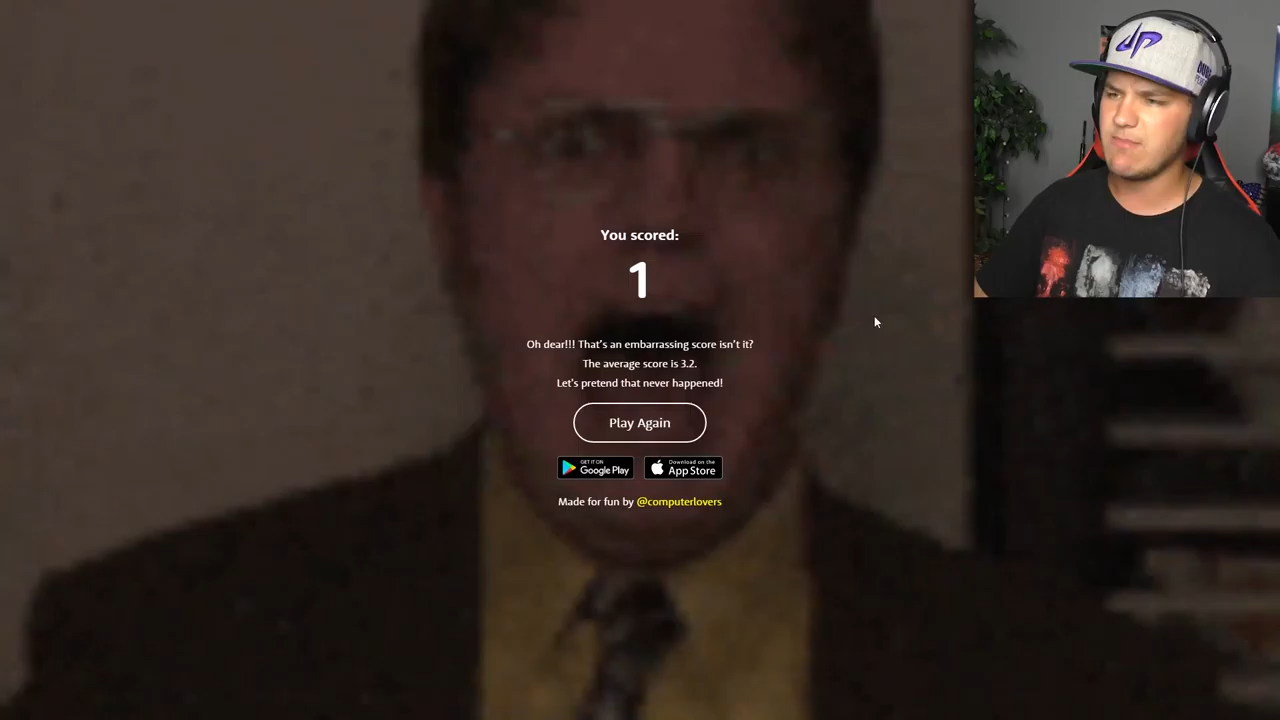 dp
You scored:
1
Oh dear!!! That's an embarrassing score isn't it?
The average score is 3.2.
Let's pretend that never happened!
Play Again
GET IT ON
Google Play
Download on the
App Store
Made for fun by @computerlovers